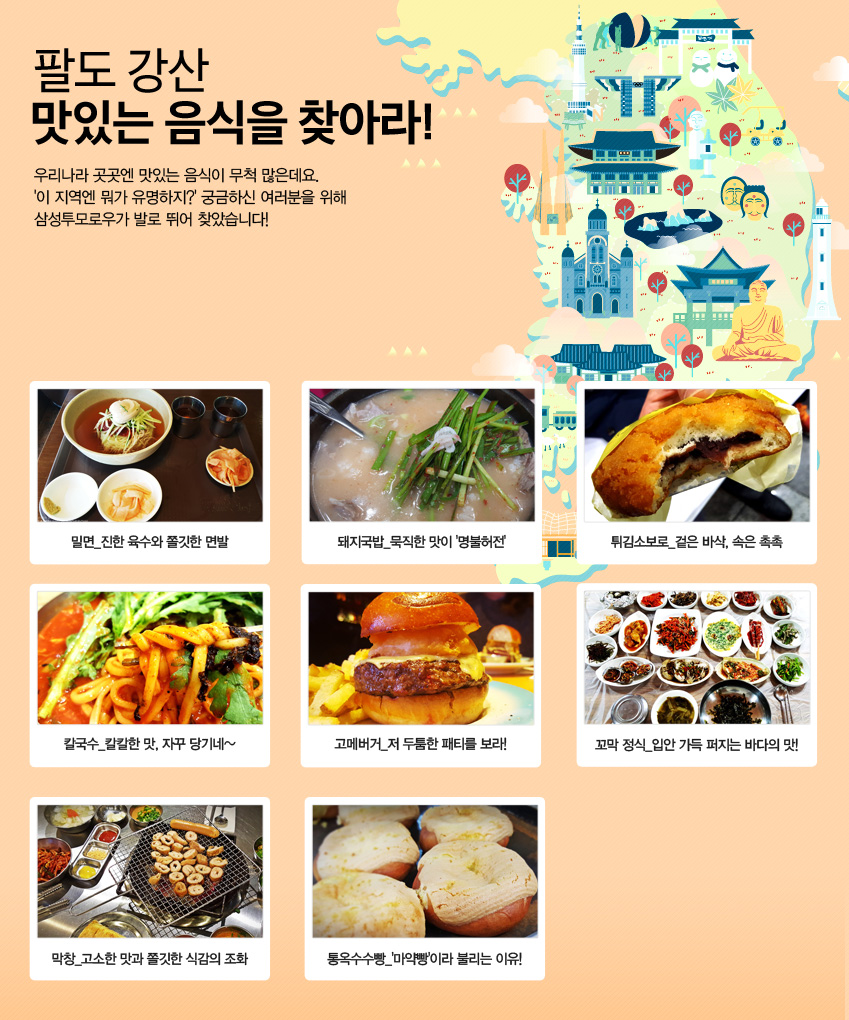 팔도 강산
맛있는 음식을 찾아라!
우리나라 곳곳엔 맛있는 음식이 무척 많은데요.
'이 지역엔 뭐가 유명하지?' 궁금하신 여러분을 위해
삼성투모로우가 발로 뛰어 찾았습니다!
밀면_진한 육수와 쫄깃한 면발
돼지국밥_묵직한 맛이 '명불허전'
튀김소보로_겉은 바삭, 속은 촉촉
칼국수_칼칼한 맛, 자꾸 당기네~
고메버거_저 두툼한 패티를 보라!
꼬막 정식_입안 가득 퍼지는 바다의 맛!
막창_고소한 맛과 쫄깃한 식감의 조화
통옥수수빵_'마약빵'이라 불리는 이유!